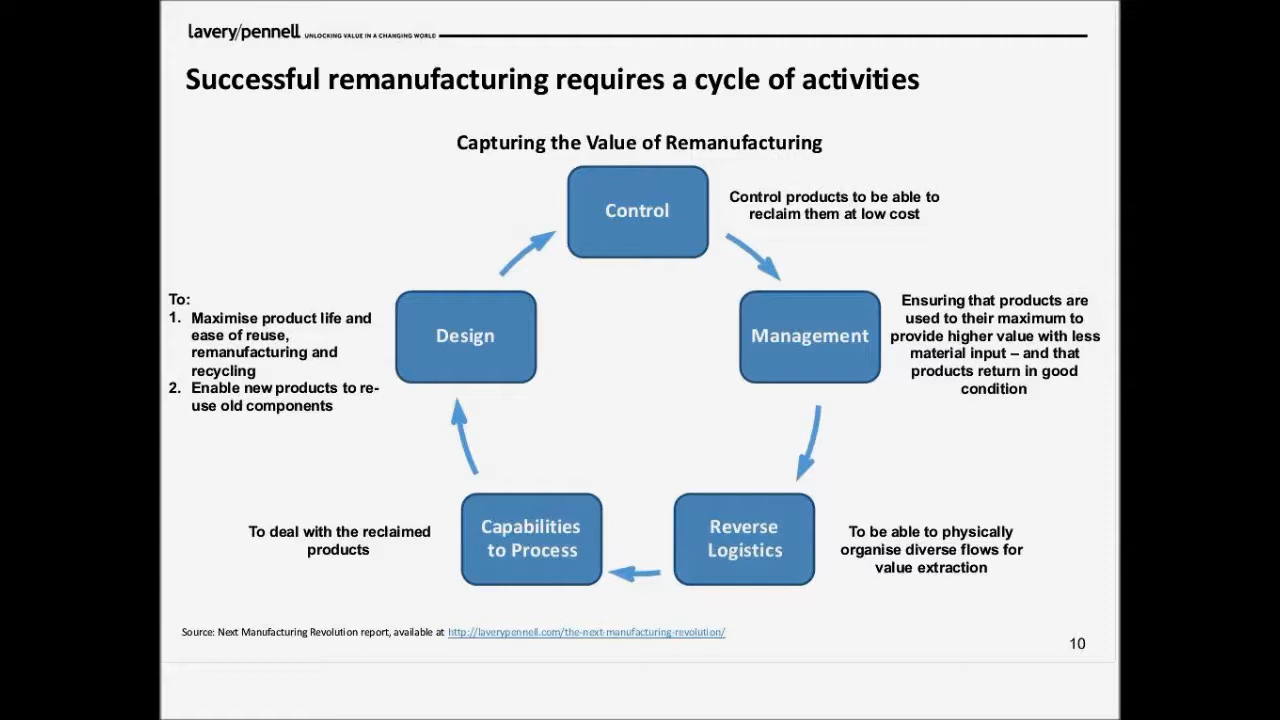 lavery/pennell UNLOCKING VALUE IN A CHANGING WORLD
Successful remanufacturing requires a cycle of activities
Capturing the Value of Remanufacturing
Control
Control products to be able to
reclaim them at low cost
Management
Ensuring that products are
used to their maximum to
provide higher value with less
material input – and that
products return in good
condition
Reverse
Logistics
To be able to physically
organise diverse flows for
value extraction
Capabilities
to Process
To deal with the reclaimed
products
Design
To:
1. Maximise product life and
ease of reuse,
remanufacturing and
recycling
2. Enable new products to re-
use old components
Source: Next Manufacturing Revolution report, available at http://laverypennell.com/the-next-manufacturing-revolution/
10